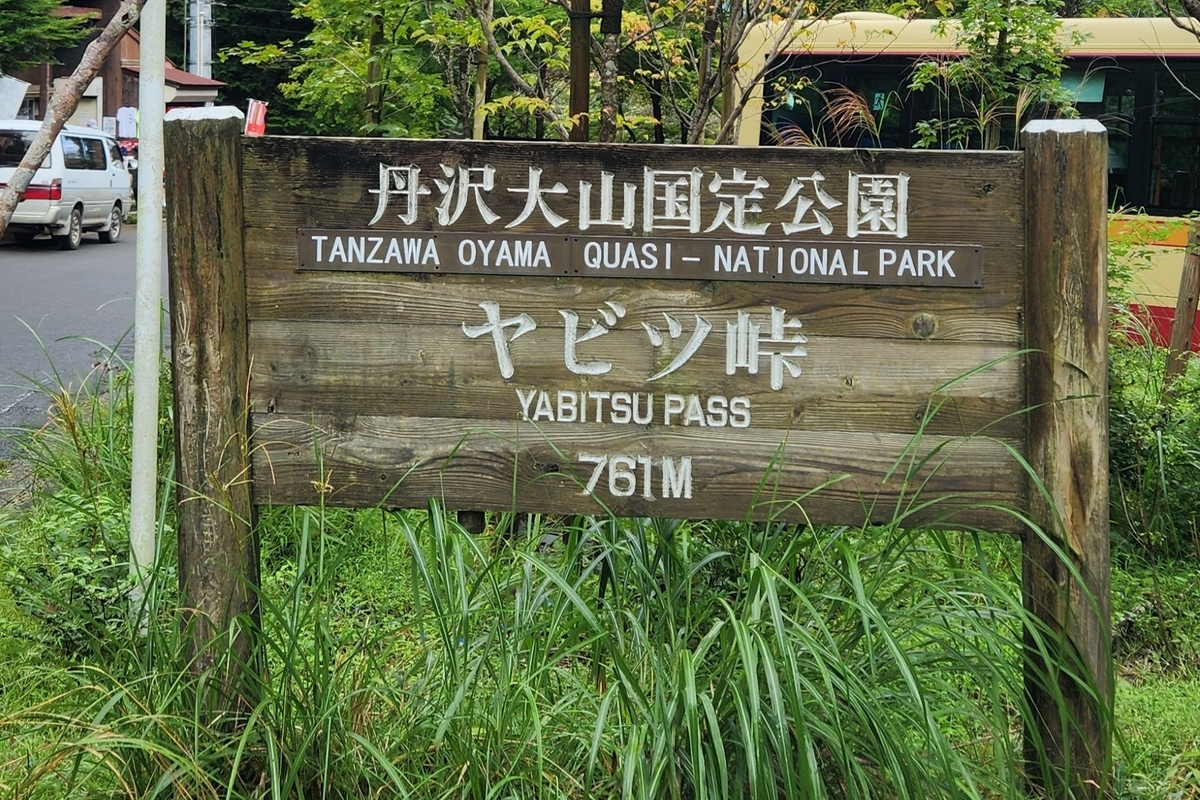 丹沢大山国定公園
TANZAWA OYAMA QUASI-NATIONAL PARK
ヤビツ峠
YABITSU PASS
761M